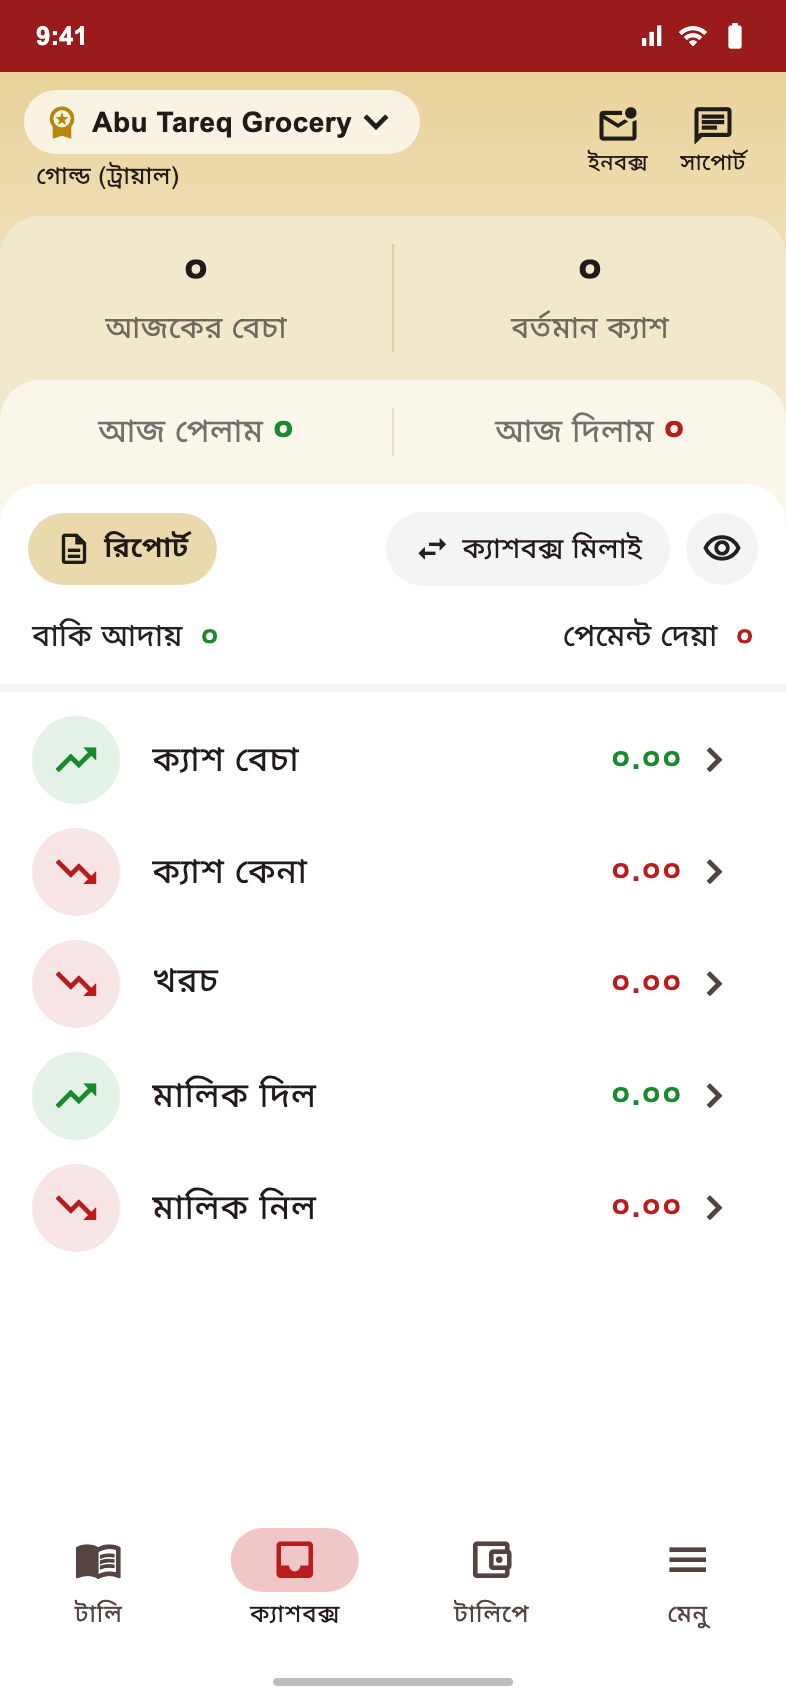 9:41
Abu Tareq Grocery
গোল্ড (ট্রায়াল)
ইনবক্স
সাপোর্ট
০
০
আজকের বেচা
বর্তমান ক্যাশ
আজ পেলাম ০
আজ দিলাম ০
রিপোর্ট
ক্যাশবক্স মিলাই
বাকি আদায় ০
পেমেন্ট দেয়া ০
ক্যাশ বেচা ০.০০
ক্যাশ কেনা ০.০০
খরচ ০.০০
মালিক দিল ০.০০
মালিক নিল ০.০০
টালি
ক্যাশবক্স
টালিপে
মেনু